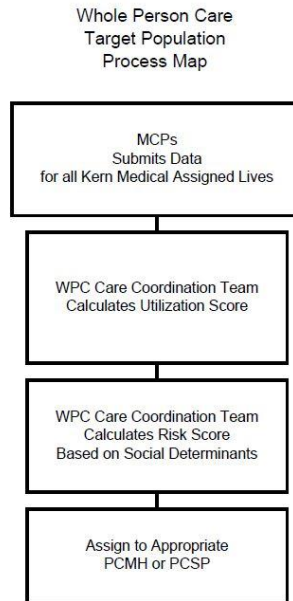 Whole Person Care
Target Population
Process Map
MCPs
Submits Data
for all Kern Medical Assigned Lives
WPC Care Coordination Team
Calculates Utilization Score
WPC Care Coordination Team
Calculates Risk Score
Based on Social Determinants
Assign to Appropriate
PCMH or PCSP